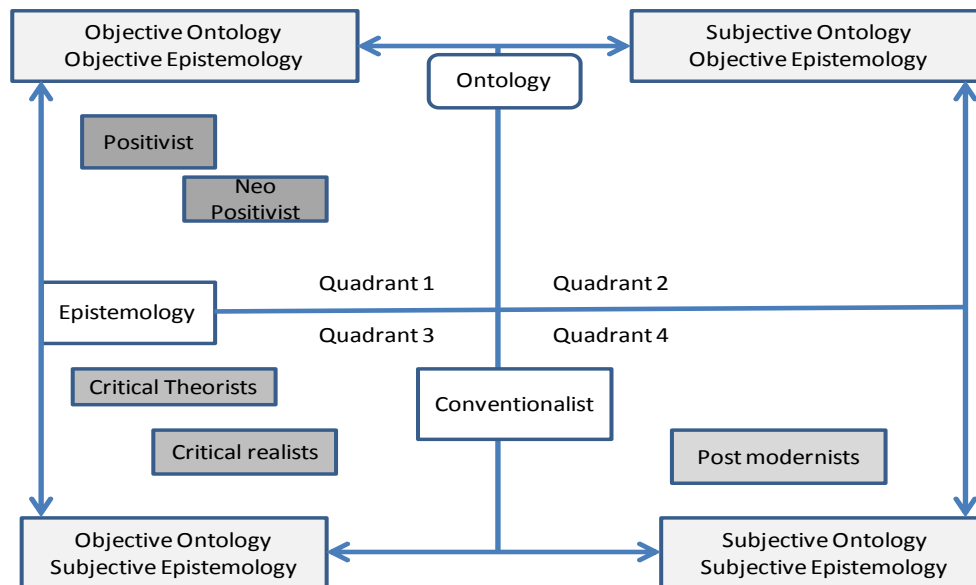 Objective Ontology
Objective Epistemology
Subjective Ontology
Objective Epistemology
Ontology
Positivist
Neo
Positivist
Quadrant 1
Quadrant 2
Epistemology
Quadrant 3
Quadrant 4
Critical Theorists
Conventionalist
Critical realists
Post modernists
Objective Ontology
Subjective Epistemology
Subjective Ontology
Subjective Epistemology